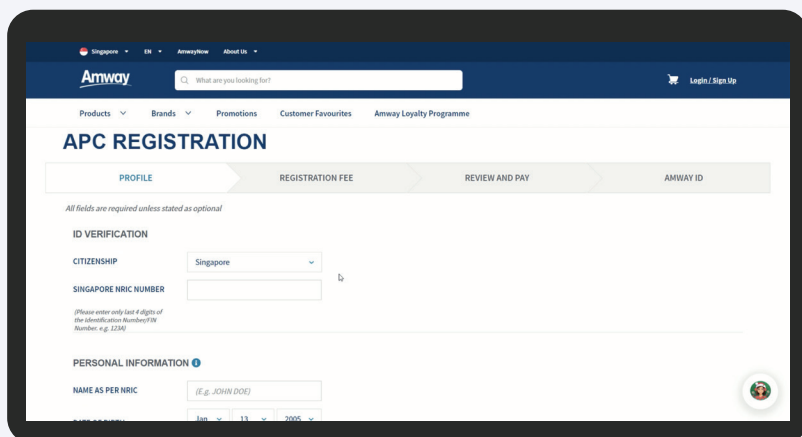 Singapore EN AmwayNow About Us
Amway What are you looking for? Login / Sign Up
Products Brands Promotions Customer Favourites Amway Loyalty Programme
APC REGISTRATION
PROFILE REGISTRATION FEE REVIEW AND PAY AMWAY ID
All fields are required unless stated as optional
ID VERIFICATION
CITIZENSHIP Singapore
SINGAPORE NRIC NUMBER
(Please enter only last 4 digits of
the Identification Number/FIN
Number. e.g. 123A)
PERSONAL INFORMATION
NAME AS PER NRIC (E.g. JOHN DOE)
DATE OF BIRTH Jan 13 2005